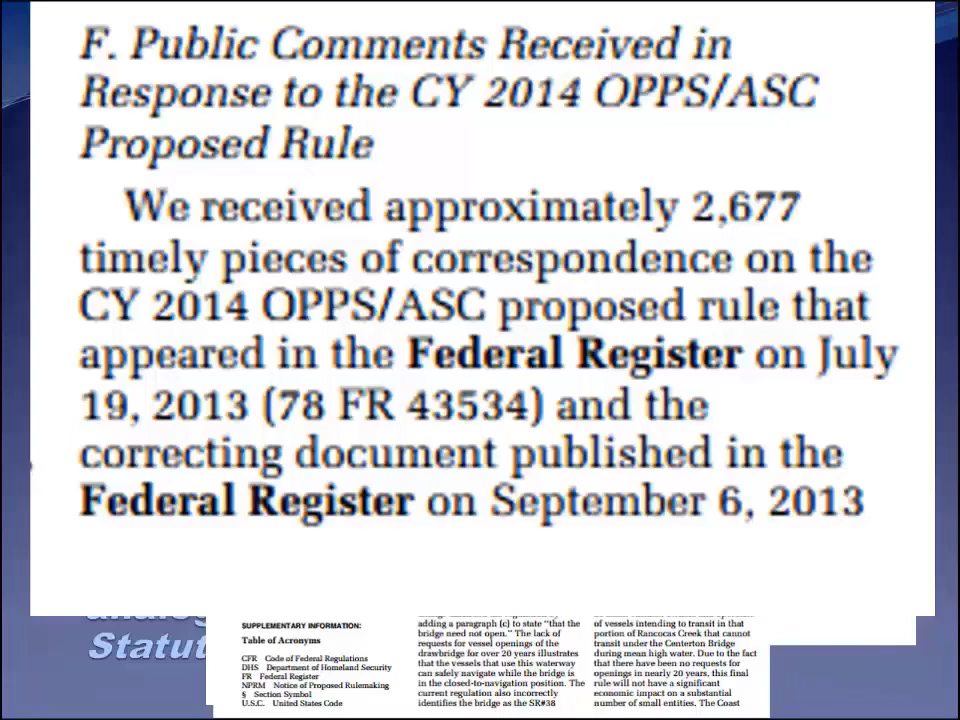 F. Public Comments Received in
Response to the CY 2014 OPPS/ASC
Proposed Rule
We received approximately 2,677
timely pieces of correspondence on the
CY 2014 OPPS/ASC proposed rule that
appeared in the Federal Register on July
19, 2013 (78 FR 43534) and the
correcting document published in the
Federal Register on September 6, 2013
Statut
SUPPLEMENTARY INFORMATION:
Table of Acronyms
CFR Code of Federal Regulations
DHS Department of Homeland Security
FR Federal Register
NPRM Notice of Proposed Rulemaking
§ Section Symbol
U.S.C. United States Code
adding a paragraph (c) to state “that the
bridge need not open.” The lack of
requests for vessel openings of the
drawbridge for over 20 years illustrates
that the vessels that use this waterway
can safely navigate while the bridge is
in the closed-to-navigation position. The
current regulation also incorrectly
identifies the bridge as the SR#38
of vessels intending to transit in that
portion of Rancocas Creek that cannot
transit under the Centerton Bridge
during mean high water. Due to the fact
that there have been no requests for
openings in nearly 20 years, this final
rule will not have a significant
economic impact on a substantial
number of small entities. The Coast